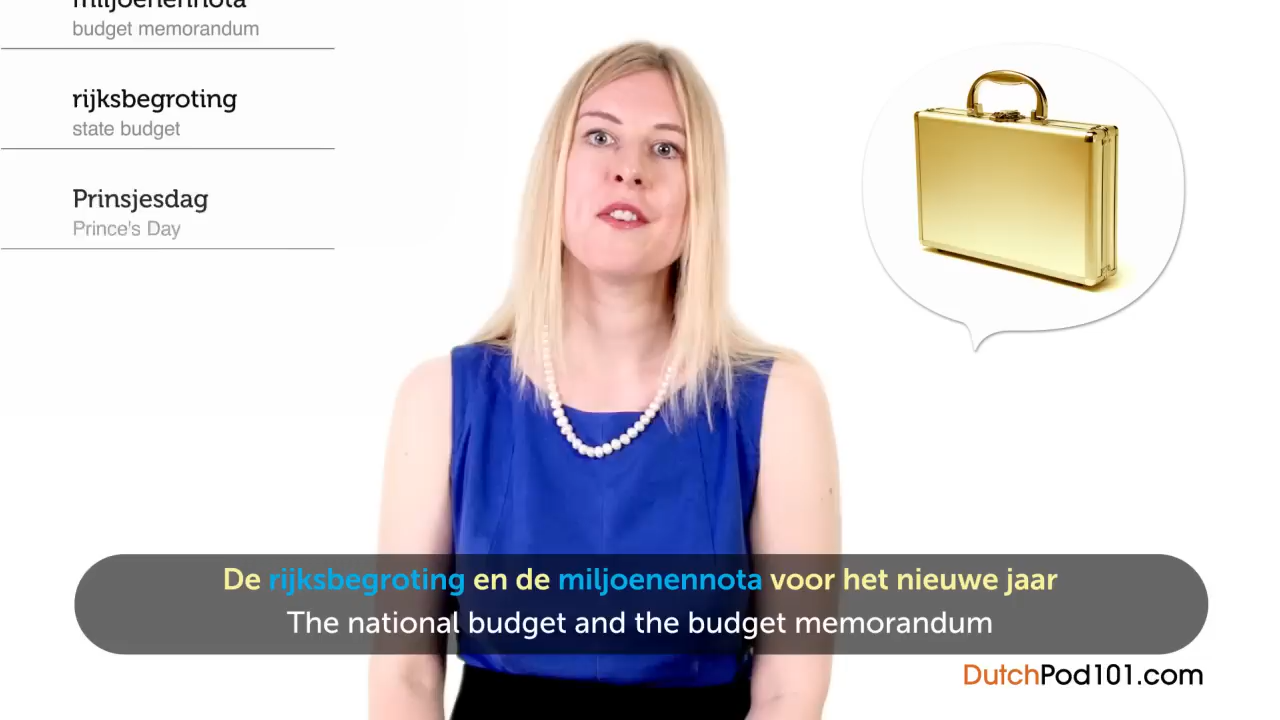 miljoenennota
budget memorandum
rijksbegroting
state budget
Prinsjesdag
Prince's Day
De rijksbegroting en de miljoenennota voor het nieuwe jaar
The national budget and the budget memorandum
DutchPod101.com